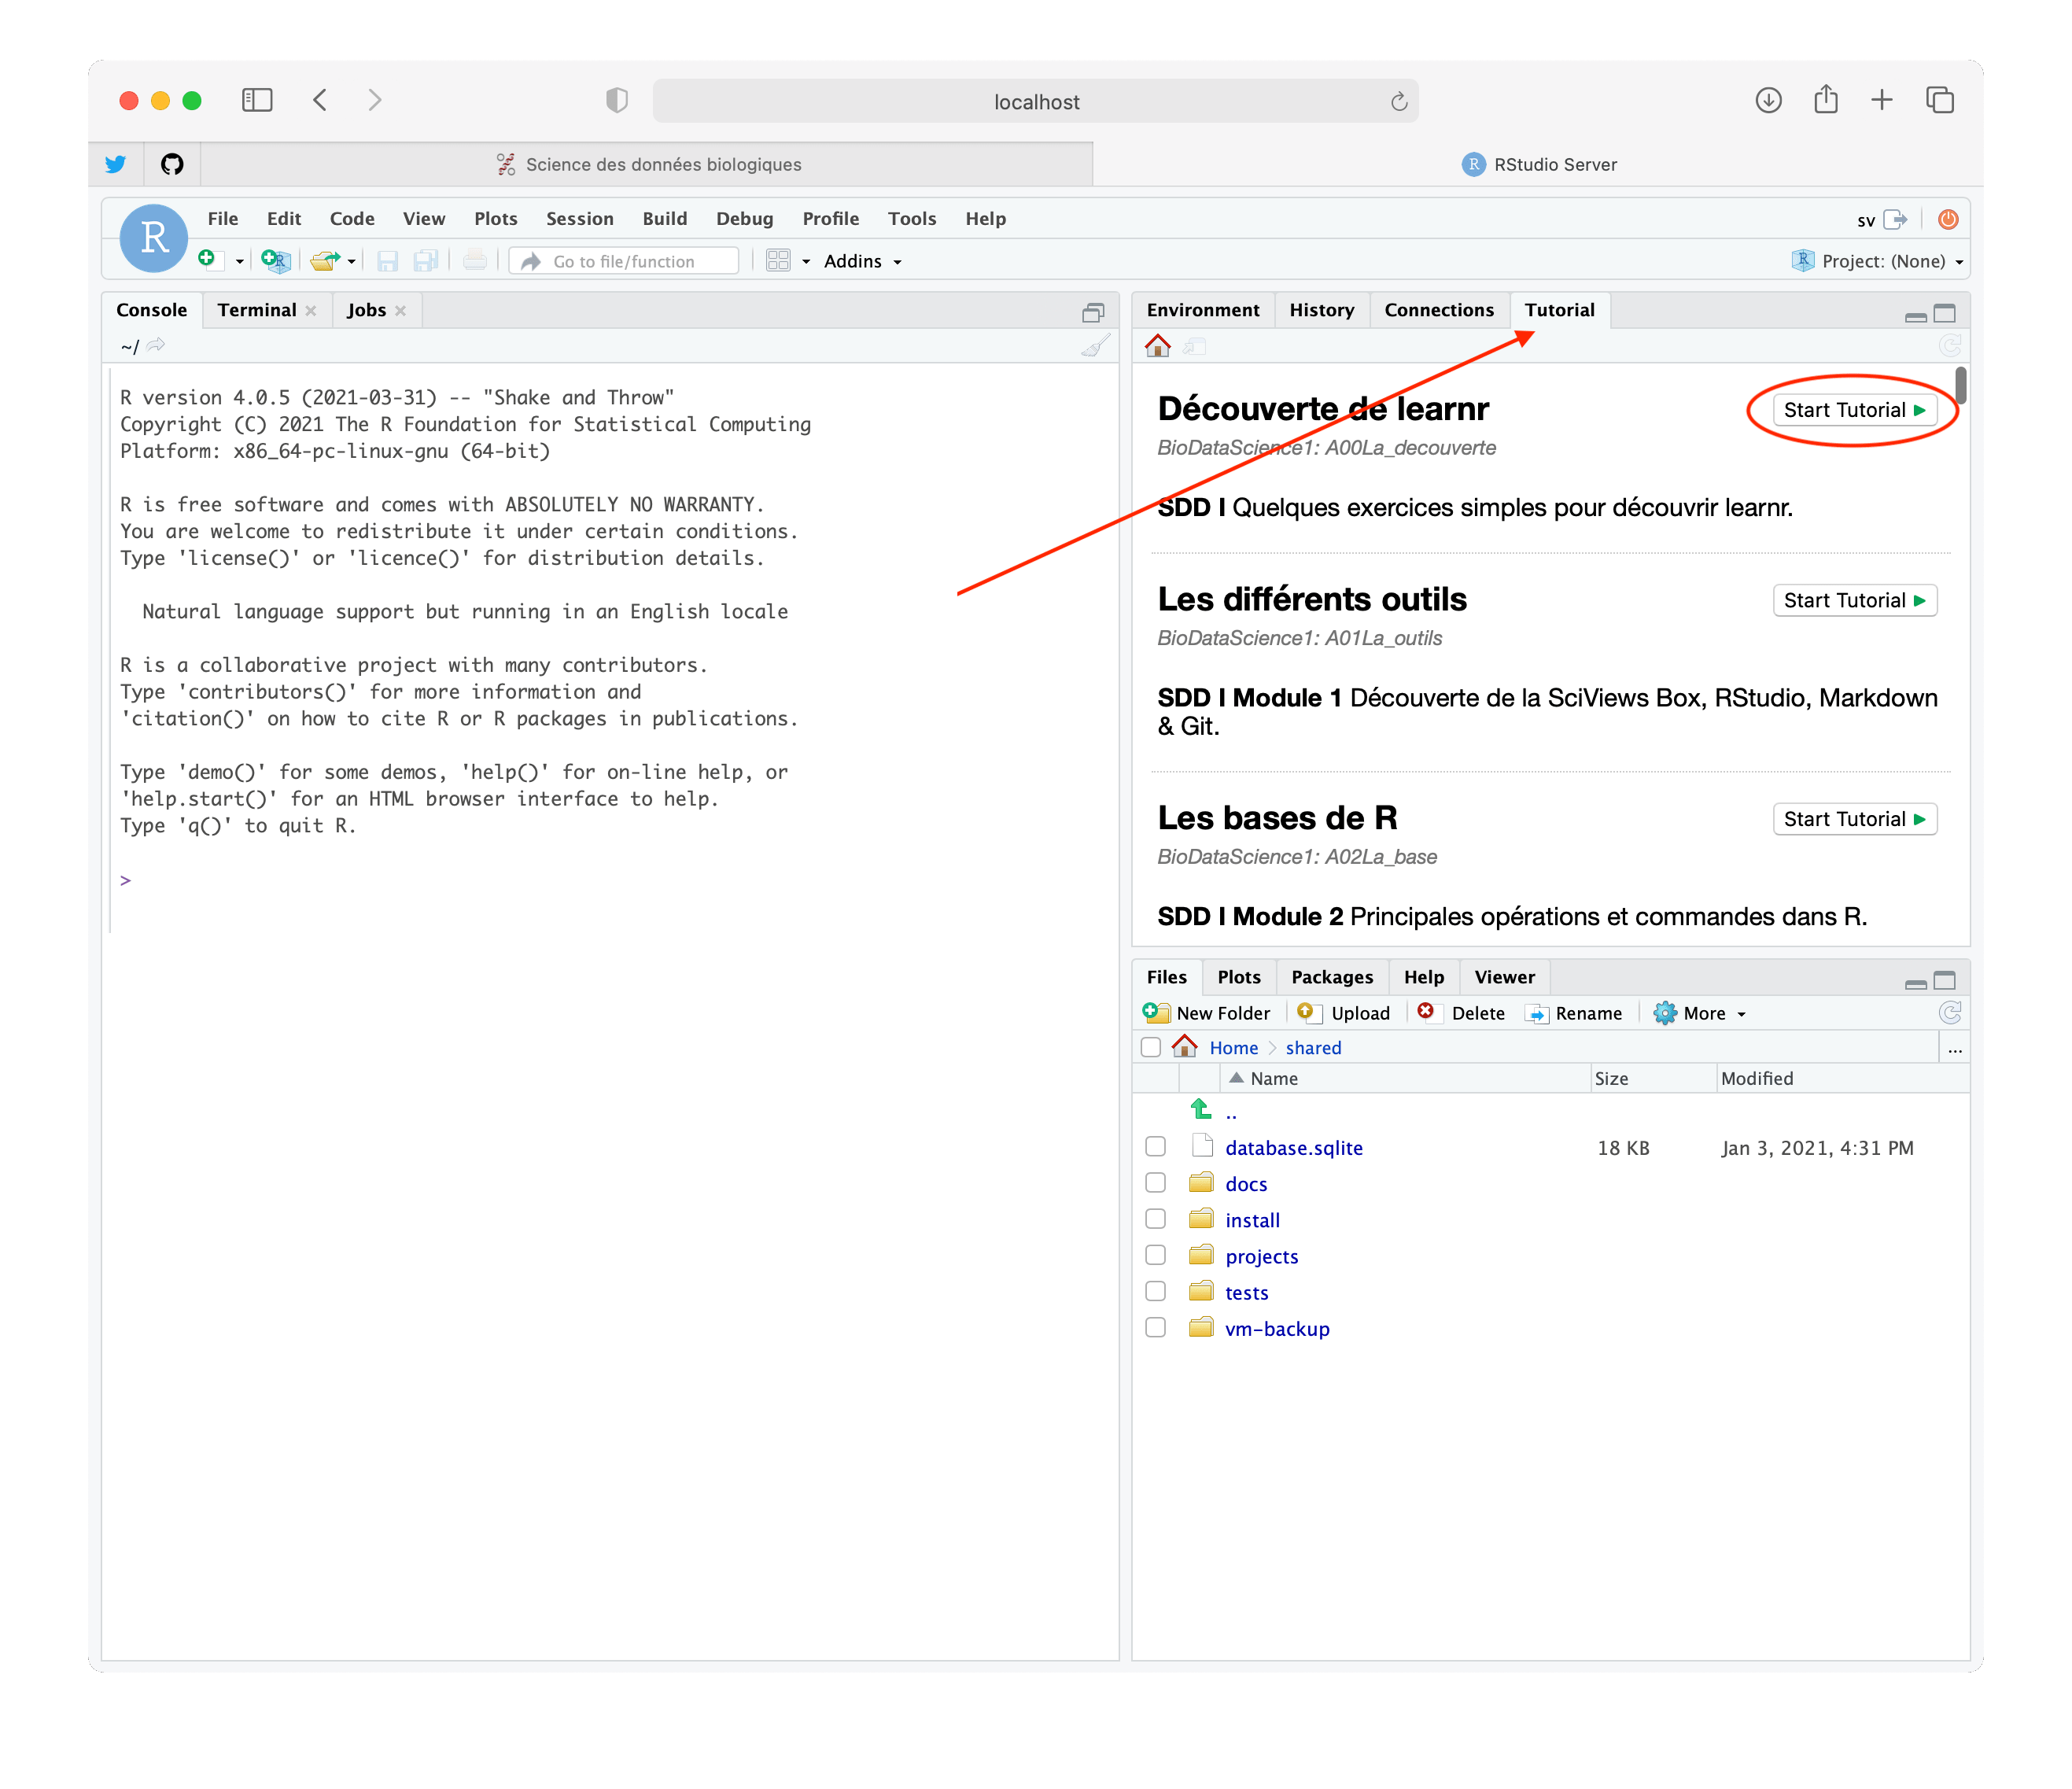 localhost
Science des données biologiques
R RStudio Server
R
File Edit Code View Plots Session Build Debug Profile Tools Help
sv
R
Go to file/function
Addins
R Project: (None)
Console Terminal Jobs
~/
R version 4.0.5 (2021-03-31) -- "Shake and Throw"
Copyright (C) 2021 The R Foundation for Statistical Computing
Platform: x86_64-pc-linux-gnu (64-bit)
R is free software and comes with ABSOLUTELY NO WARRANTY.
You are welcome to redistribute it under certain conditions.
Type 'license()' or 'licence()' for distribution details.
Natural language support but running in an English locale
R is a collaborative project with many contributors.
Type 'contributors()' for more information and
'citation()' on how to cite R or R packages in publications.
Type 'demo()' for some demos, 'help()' for on-line help, or
'help.start()' for an HTML browser interface to help.
Type 'q()' to quit R.
>
Environment History Connections Tutorial
Découverte de learnr
Start Tutorial
BioDataScience1: A00La_decouverte
SDD I Quelques exercices simples pour découvrir learnr.
Les différents outils
Start Tutorial
BioDataScience1: A01La_outils
SDD I Module 1 Découverte de la SciViews Box, RStudio, Markdown
& Git.
Les bases de R
Start Tutorial
BioDataScience1: A02La_base
SDD I Module 2 Principales opérations et commandes dans R.
Files Plots Packages Help Viewer
New Folder Upload Delete Rename More
Home shared
...
Name Size Modified
..
database.sqlite 18 KB Jan 3, 2021, 4:31 PM
docs
install
projects
tests
vm-backup